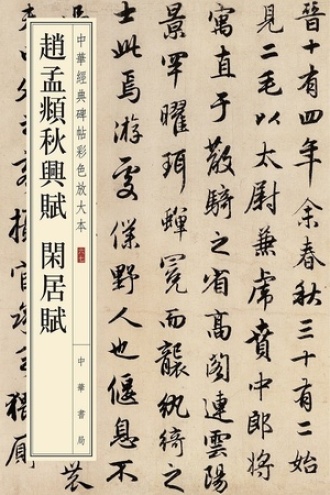 晉十有四年余春秋三十有二始
見二毛以太尉兼虎賁中郎將
寓直于散騎之省高閣連雲陽
景罕曜珥蟬冕而襲紈綺之
士此焉游處僕野人也偃息不
中華經典碑帖彩色放大本
趙孟頫秋興賦 閑居賦
中華書局